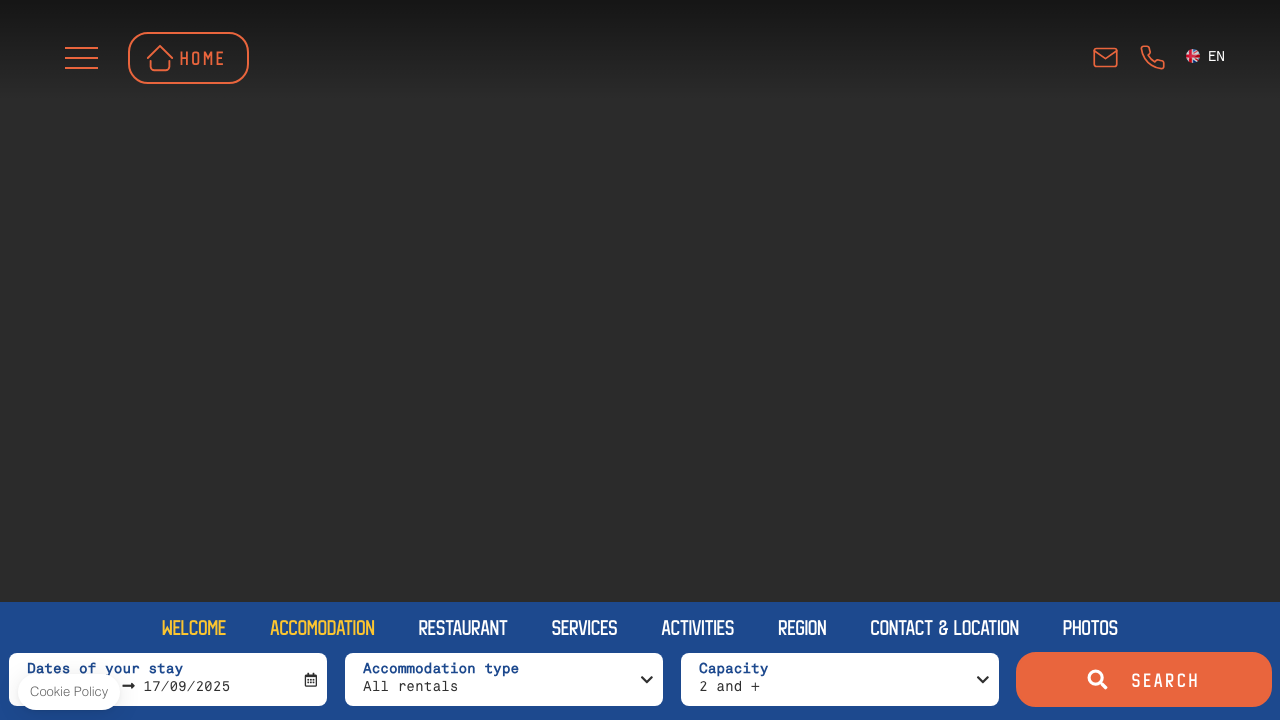 HOME
EN
WELCOME ACCOMODATION RESTAURANT SERVICES ACTIVITIES REGION CONTACT & LOCATION PHOTOS
Dates of your stay
➞ 17/09/2025
Accommodation type
All rentals
Capacity
2 and +
SEARCH
Cookie Policy